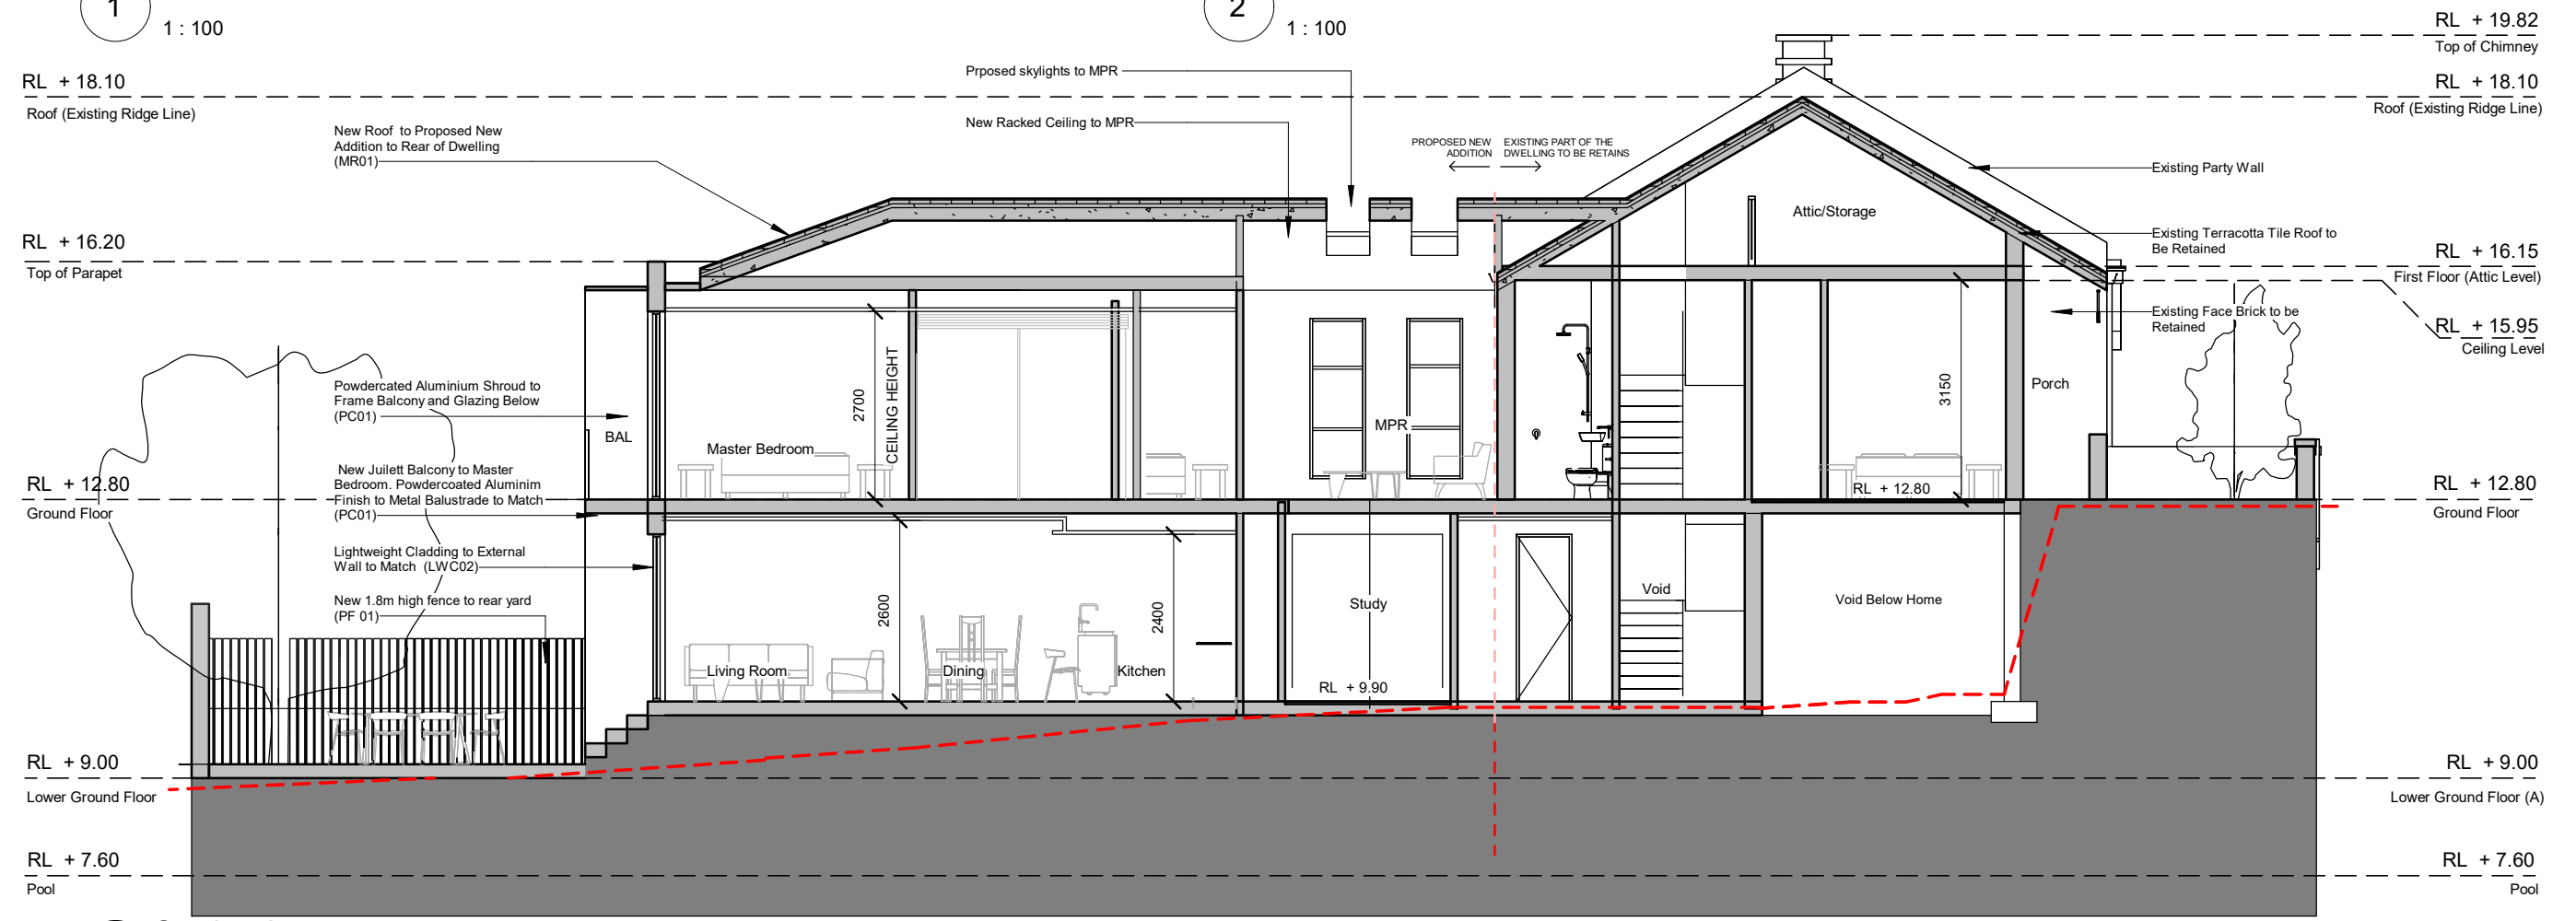 1
1 : 100
2
1 : 100
RL + 19.82
Top of Chimney
RL + 18.10
Roof (Existing Ridge Line)
RL + 18.10
Roof (Existing Ridge Line)
Prposed skylights to MPR
New Racked Ceiling to MPR
New Roof to Proposed New
Addition to Rear of Dwelling
(MR01)
PROPOSED NEW
ADDITION
EXISTING PART OF THE
DWELLING TO BE RETAINS
Existing Party Wall
Attic/Storage
Existing Terracotta Tile Roof to
Be Retained
RL + 16.20
Top of Parapet
RL + 16.15
First Floor (Attic Level)
Existing Face Brick to be
Retained
RL + 15.95
Ceiling Level
Powdercated Aluminium Shroud to
Frame Balcony and Glazing Below
(PC01)
BAL
Master Bedroom
2700
CEILING HEIGHT
MPR
3150
Porch
New Juilett Balcony to Master
Bedroom. Powdercoated Aluminim
Finish to Metal Balustrade to Match
(PC01)
RL + 12.80
Ground Floor
RL + 12.80
RL + 12.80
Ground Floor
Lightweight Cladding to External
Wall to Match (LWC02)
New 1.8m high fence to rear yard
(PF 01)
2600
2400
Living Room
Dining
Kitchen
Study
RL + 9.90
Void
Void Below Home
RL + 9.00
Lower Ground Floor
RL + 9.00
Lower Ground Floor (A)
RL + 7.60
Pool
RL + 7.60
Pool